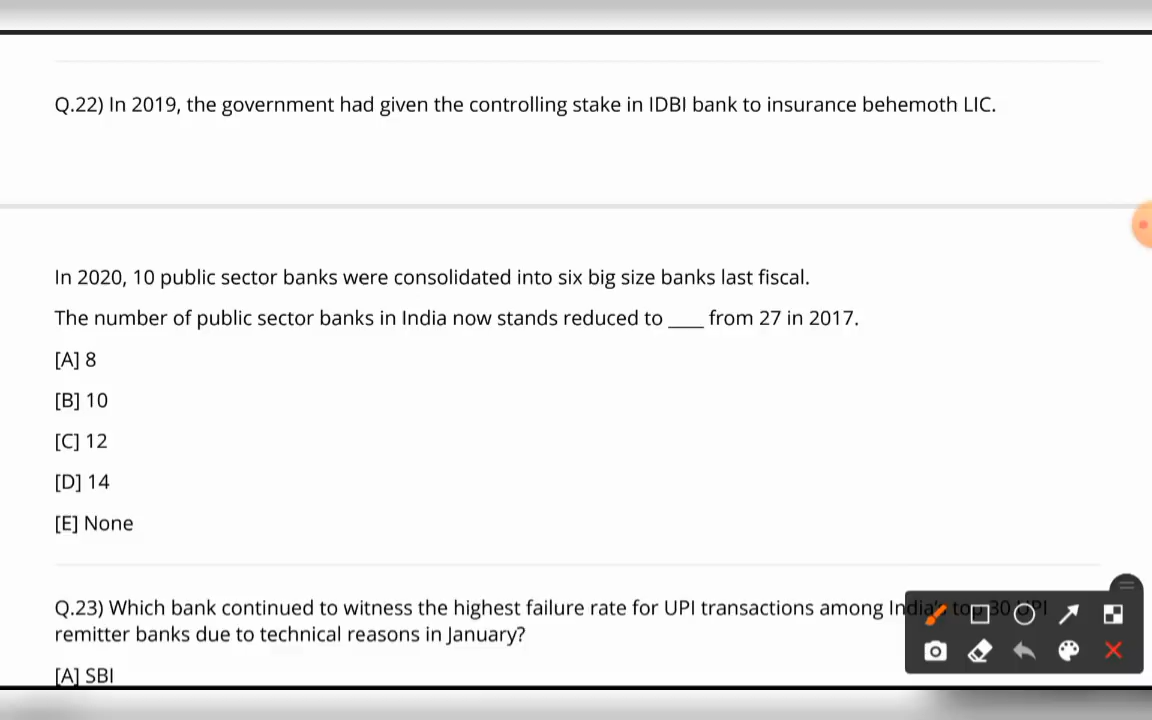 Q.22) In 2019, the government had given the controlling stake in IDBI bank to insurance behemoth LIC.
In 2020, 10 public sector banks were consolidated into six big size banks last fiscal.
The number of public sector banks in India now stands reduced to ____ from 27 in 2017.
[A] 8
[B] 10
[C] 12
[D] 14
[E] None
Q.23) Which bank continued to witness the highest failure rate for UPI transactions among India's top 30 UPI
remitter banks due to technical reasons in January?
[A] SBI